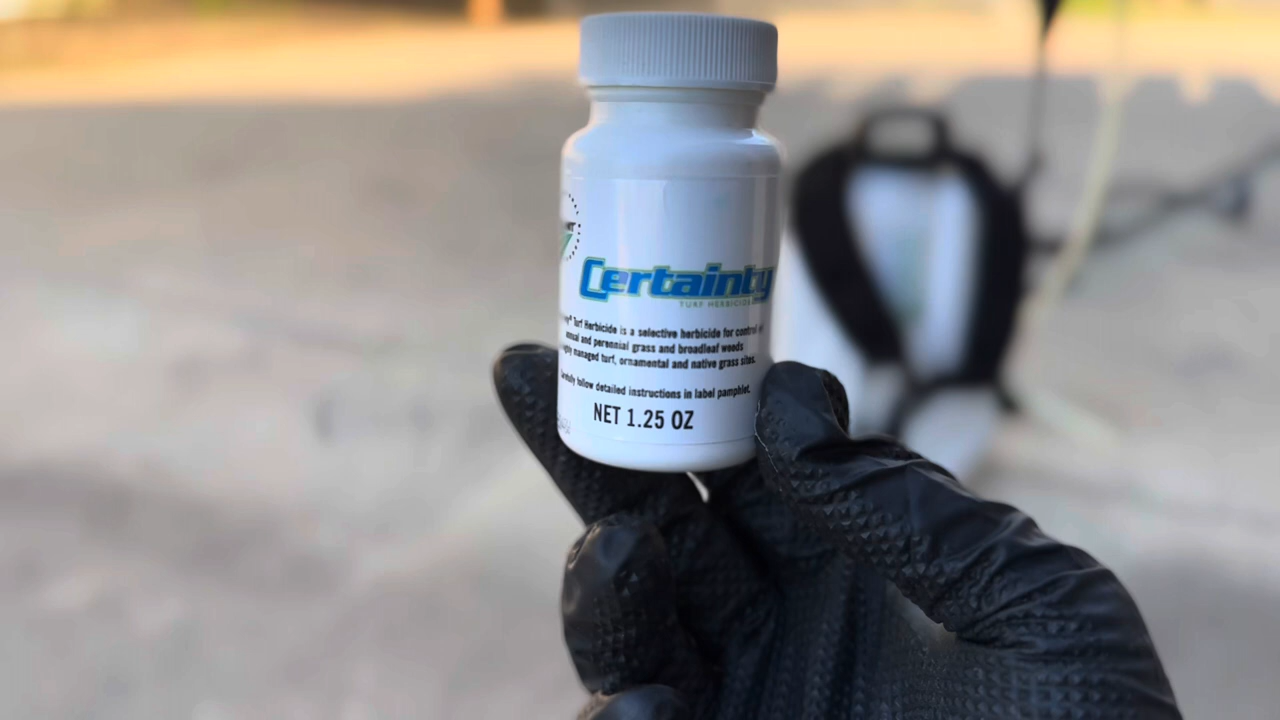 Certainty
TURF HERBICIDE
Turf Herbicide is a selective herbicide for control of
annual and perennial grass and broadleaf weeds
managed turf, ornamental and native grass sites.
Carefully follow detailed instructions in label pamphlet.
NET 1.25 OZ